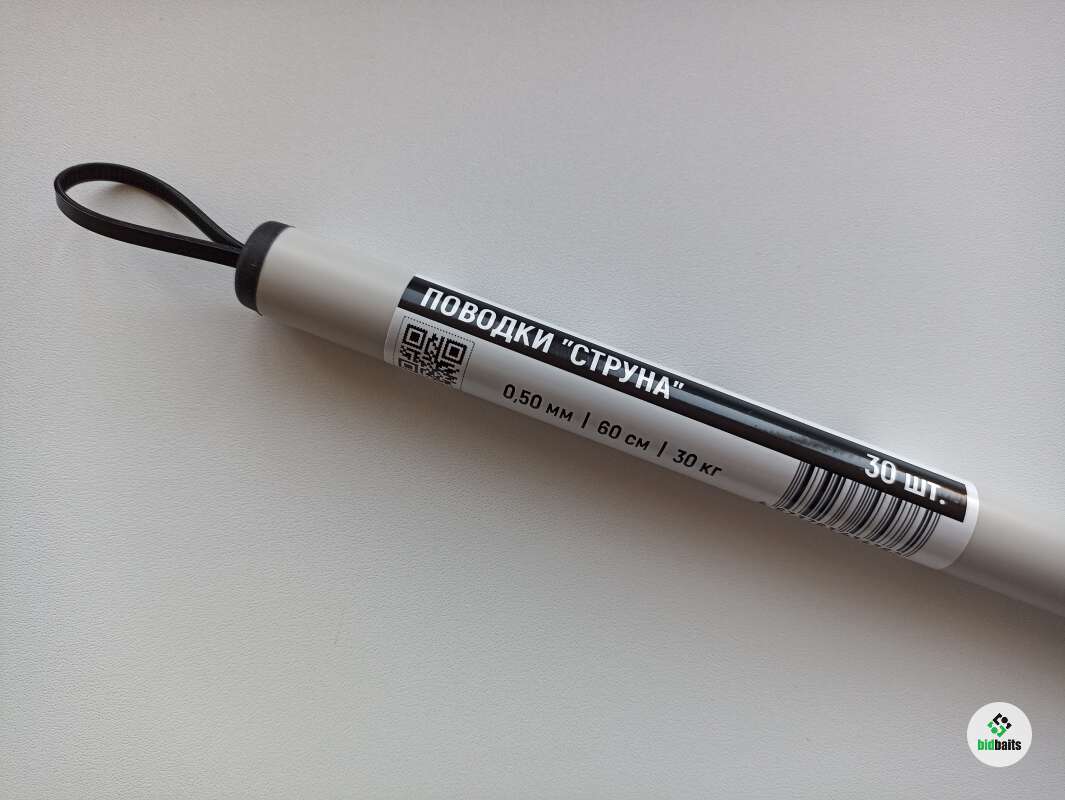 ПОВОДКИ "СТРУНА"
30 шт.
0,50 мм | 60 см | 30 кг
bidbaits